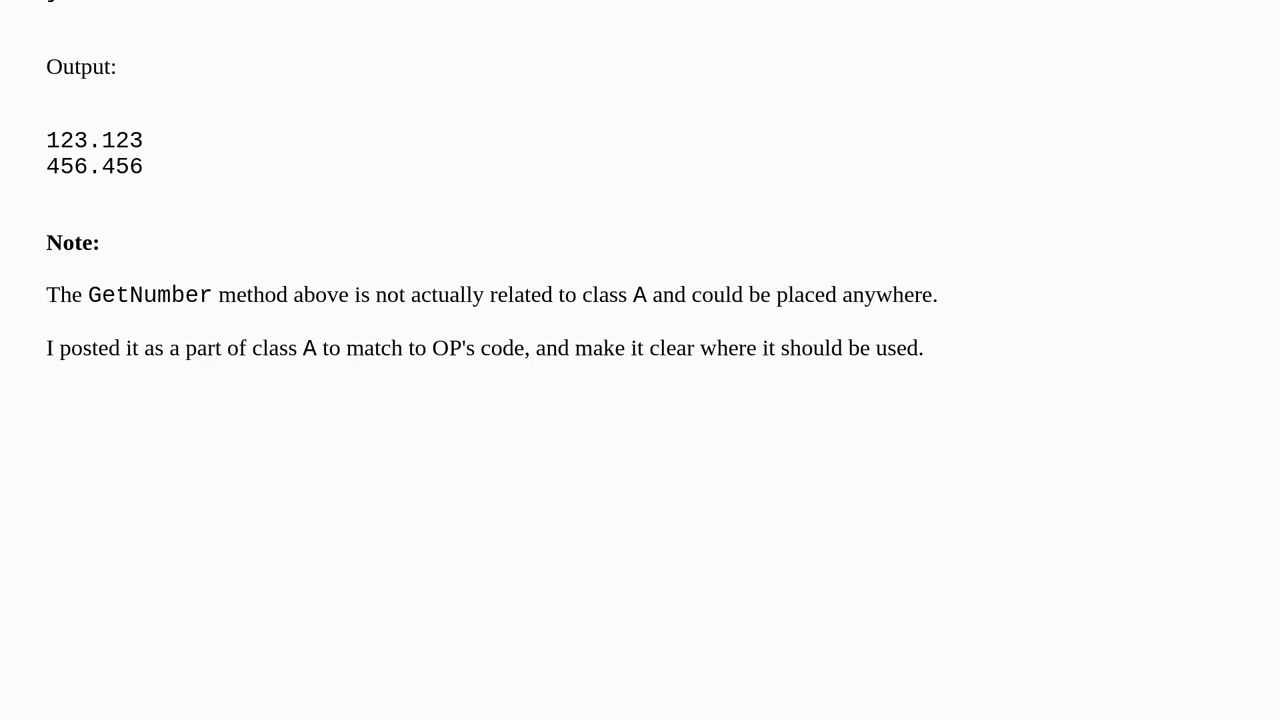 Output:
123.123
456.456
Note:
The GetNumber method above is not actually related to class A and could be placed anywhere.
I posted it as a part of class A to match to OP's code, and make it clear where it should be used.